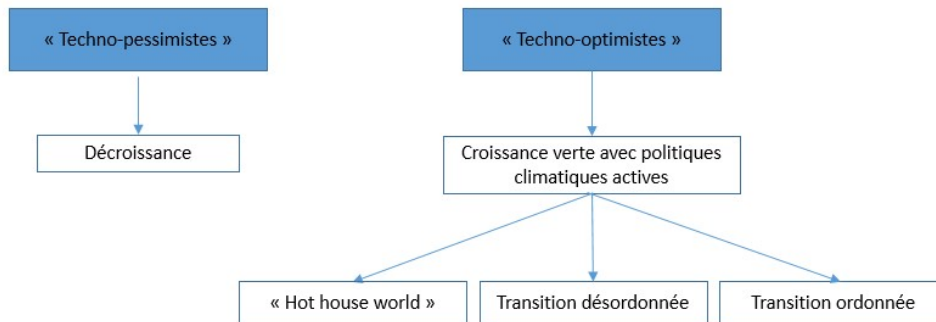 « Techno-pessimistes »
« Techno-optimistes »
Décroissance
Croissance verte avec politiques
climatiques actives
« Hot house world »
Transition désordonnée
Transition ordonnée